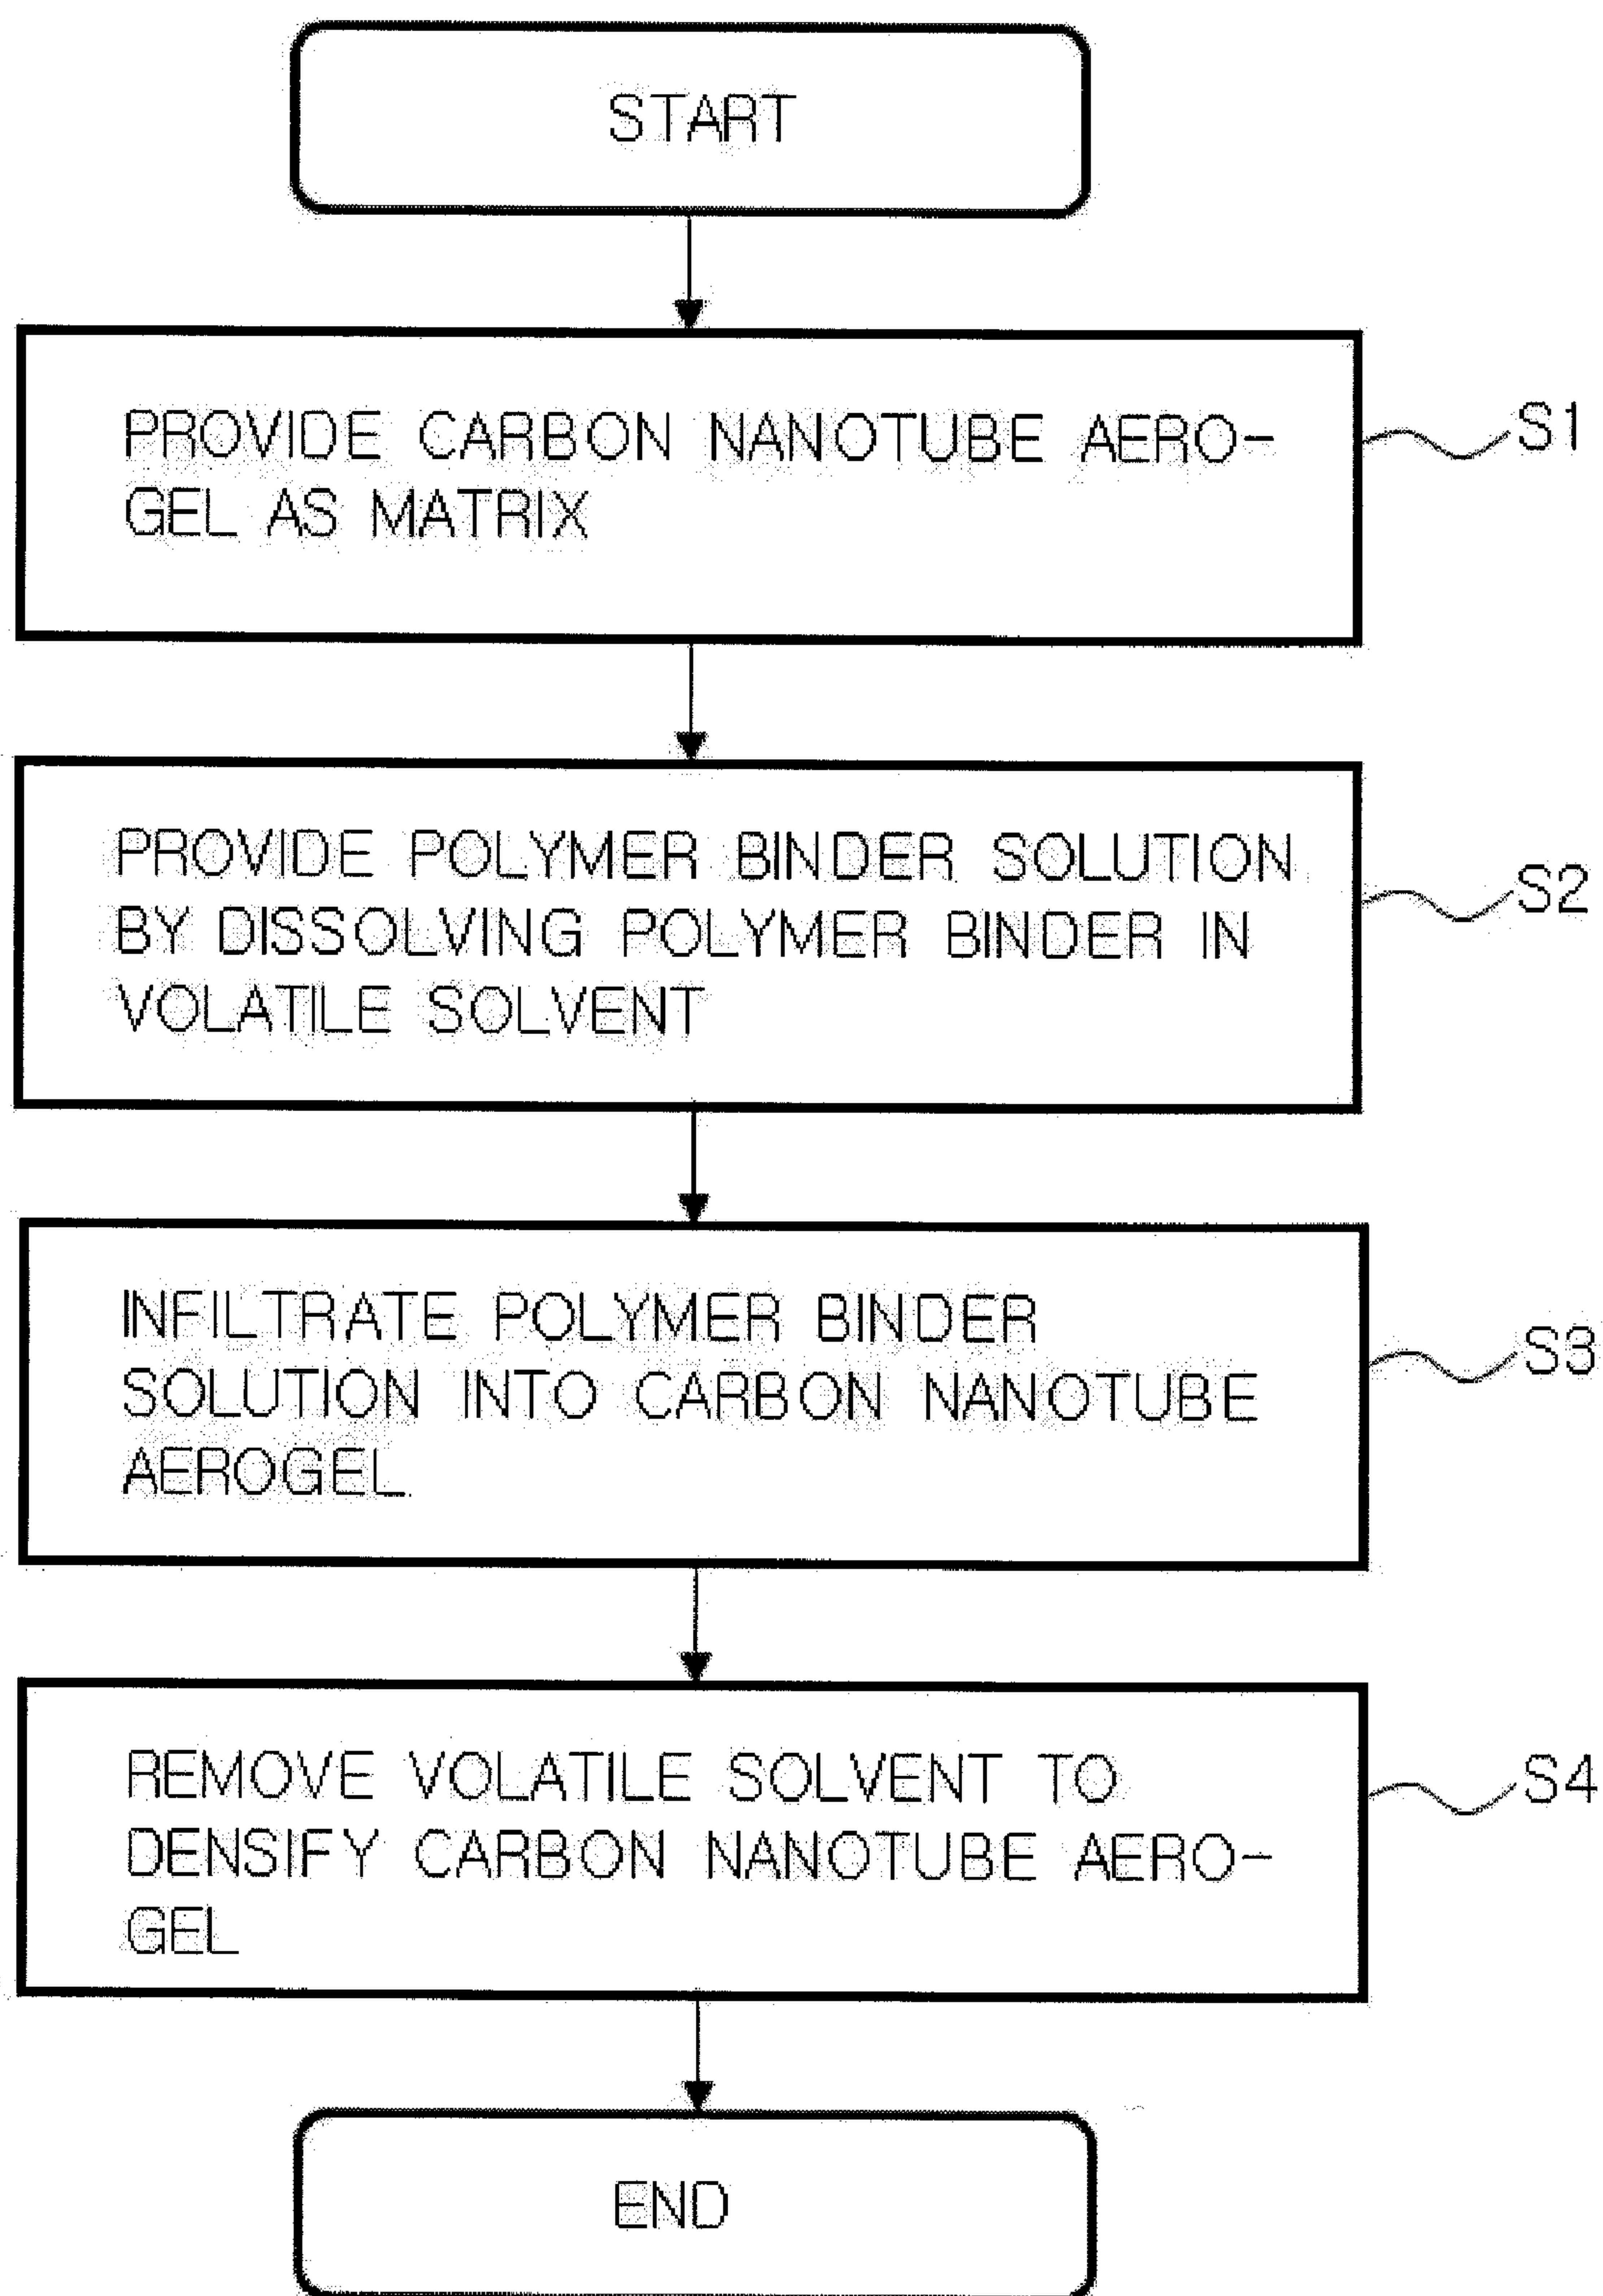 START
PROVIDE CARBON NANOTUBE AERO-
GEL AS MATRIX
S1
PROVIDE POLYMER BINDER SOLUTION
BY DISSOLVING POLYMER BINDER IN
VOLATILE SOLVENT
S2
INFILTRATE POLYMER BINDER
SOLUTION INTO CARBON NANOTUBE
AEROGEL
S3
REMOVE VOLATILE SOLVENT TO
DENSIFY CARBON NANOTUBE AERO-
GEL
S4
END